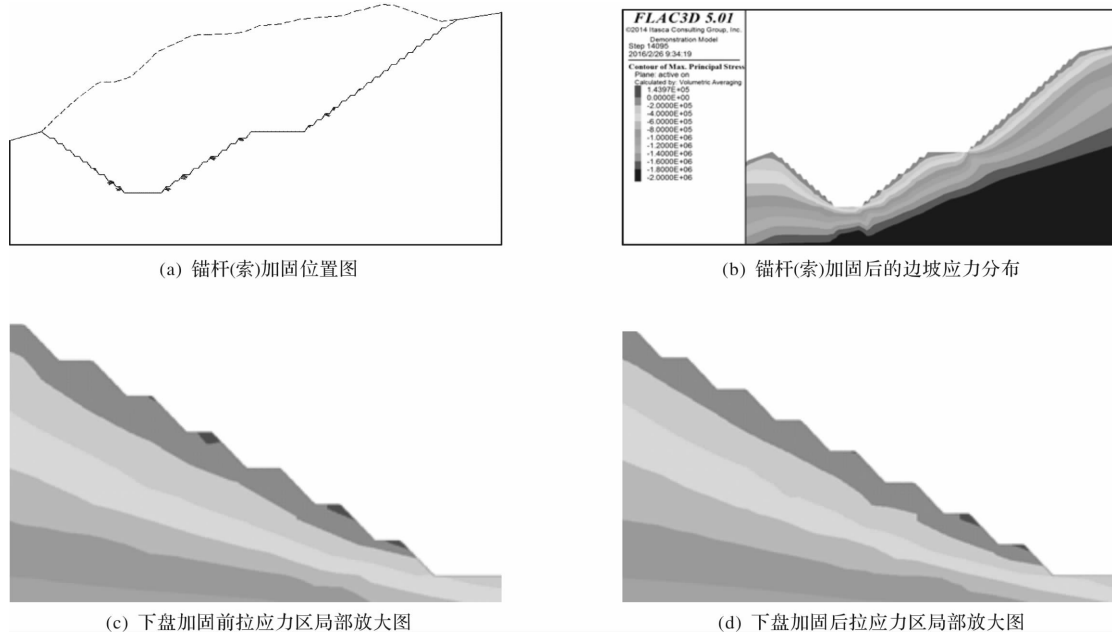 FLAC3D 5.01
©2014 Itasca Consulting Group, Inc.
Demonstration Model
Step 14095
2016/2/26 9:34:19
Contour of Max. Principal Stress
Plane: active on
Calculated by: Volumetric Averaging
1.4397E+05
0.0000E+00
-2.0000E+05
-4.0000E+05
-6.0000E+05
-8.0000E+05
-1.0000E+06
-1.2000E+06
-1.4000E+06
-1.6000E+06
-1.8000E+06
-2.0000E+06
(a) 锚杆(索)加固位置图
(b) 锚杆(索)加固后的边坡应力分布
(c) 下盘加固前拉应力区局部放大图
(d) 下盘加固后拉应力区局部放大图